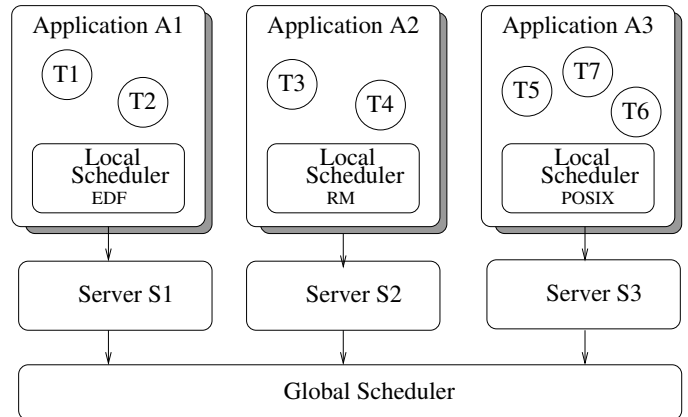 Application A1
T1
T2
Local
Scheduler
EDF
Application A2
T3
T4
Local
Scheduler
RM
Application A3
T7
T5
T6
Local
Scheduler
POSIX
Server S1
Server S2
Server S3
Global Scheduler